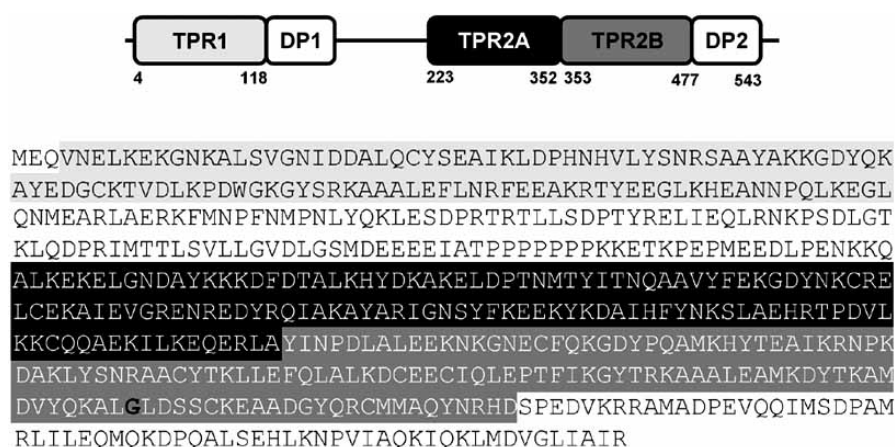 TPR1 DP1 TPR2A TPR2B DP2
4 118 223 352 353 477 543
MEQVNELKEKGNKALSVGNIDDALQCYSEAIKLDPHNHVLYSNRSAAYAKKGDYQK
AYEDGCKTVDLKPDWGKGYSRKAAALEFLNRFEEAKRTYEEGLKHEANNPQLKEGL
QNMEARLAERKFMNPFNMPNLYQKLESDPRTRTLLSDPTYRELIEQLRNKPSDLGT
KLQDPRIMTTLSVLLGVDLGSMDEEEEIATPPPPPPPKKETKPEPMEEDLPENKKQ
ALKEKELGNDAYKKKDFDTALKHYDKAKELDPTNMTYITNQAAVYFEKGDYNKCRE
LCEKAIEVGRENREDYRQIAKAYARIGNSYFKEEKYKDAIHFYNKSLAEHRTPDVL
KKCQQAEKILKEQERLAYINPDLALEEKNKGNECFQKGDYPQAMKHYTEAIKRNPK
DAKLYSNRAACYTKLLEFQLALKDCEECIQLEPTFIKGYTRKAAALEAMKDYTKAM
DVYQKALGLDSSCKEAADGYQRCMMAQYNRHDSPEDVKRRAMADPEVQQIMSDPAM
RLILEQMQKDPQALSEHLKNPVIAQKIQKLMDVGLIAIR